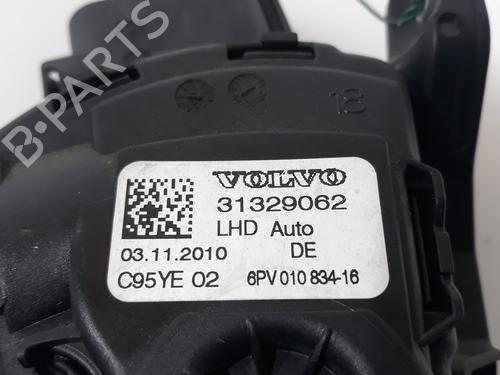 B-PARTS
18
VOLVO
31329062
LHD Auto
03.11.2010 DE
C95YE 02 6PV 010 834-16